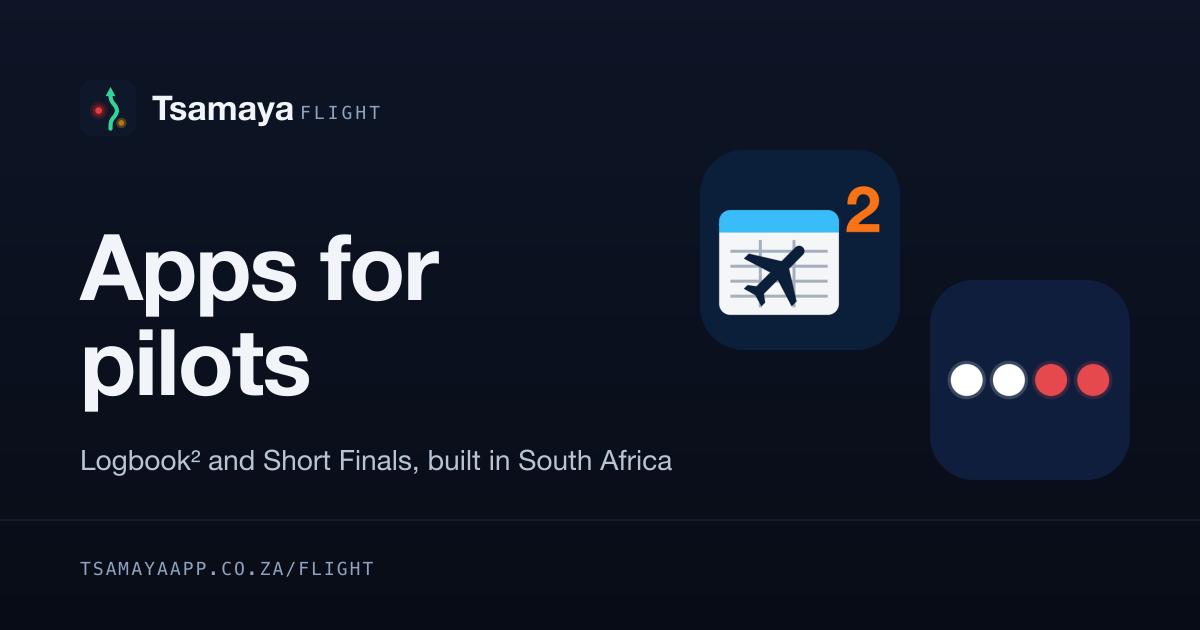 Tsamaya FLIGHT
2
Apps for
pilots
Logbook² and Short Finals, built in South Africa
TSAMAYAAPP.CO.ZA/FLIGHT